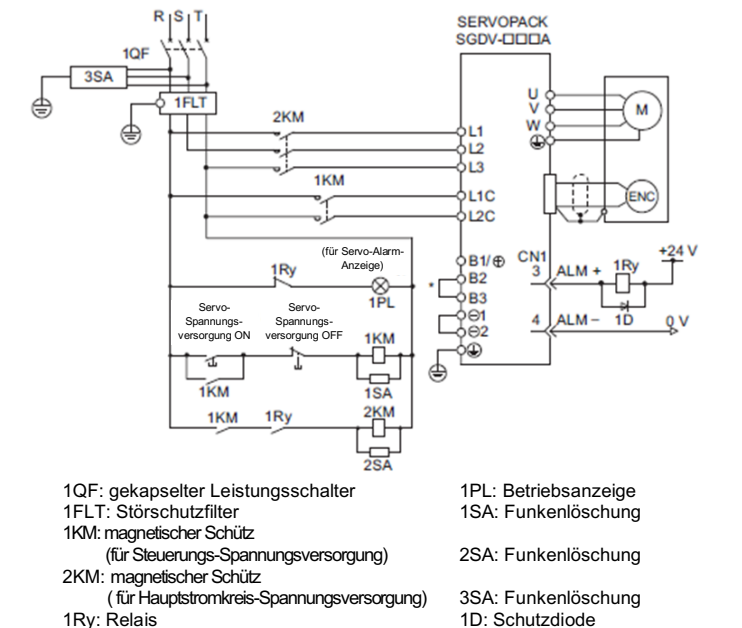 R S T
SERVOPACK
SGDV-□□□A
1QF
3SA
1FLT
U
V
W
M
2KM
L1
L2
L3
1KM
L1C
L2C
ENC
(für Servo-Alarm-
Anzeige)
1Ry
1PL
B1/⊕
B2
*
B3
⊖1
⊖2
CN1
3
ALM +
1Ry
+24 V
1D
4
ALM –
0 V
Servo-
Spannungs-
versorgung ON
Servo-
Spannungs-
versorgung OFF
1KM
1KM
1SA
1KM
1Ry
2KM
2SA
1QF: gekapselter Leistungsschalter
1PL: Betriebsanzeige
1FLT: Störschutzfilter
1SA: Funkenlöschung
1KM: magnetischer Schütz
(für Steuerungs-Spannungsversorgung)
2SA: Funkenlöschung
2KM: magnetischer Schütz
( für Hauptstromkreis-Spannungsversorgung)
3SA: Funkenlöschung
1Ry: Relais
1D: Schutzdiode